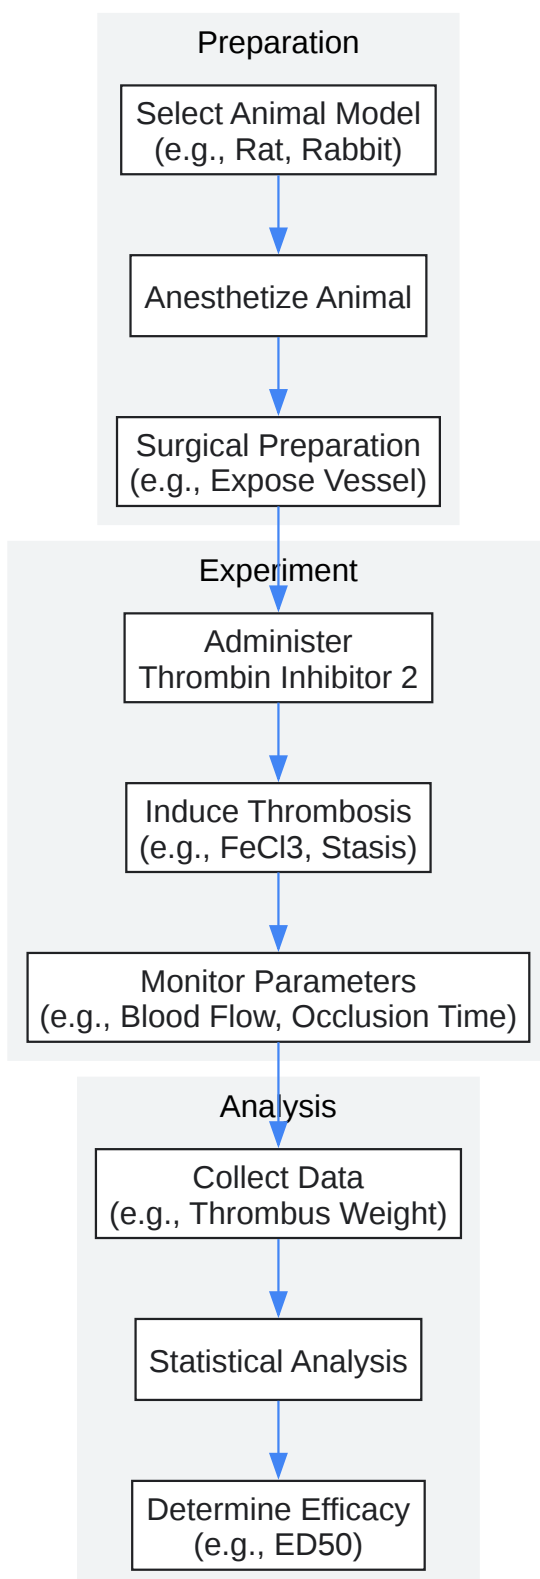 Preparation
Select Animal Model
(e.g., Rat, Rabbit)
Anesthetize Animal
Surgical Preparation
(e.g., Expose Vessel)
Experiment
Administer
Thrombin Inhibitor 2
Induce Thrombosis
(e.g., FeCl3, Stasis)
Monitor Parameters
(e.g., Blood Flow, Occlusion Time)
Analysis
Collect Data
(e.g., Thrombus Weight)
Statistical Analysis
Determine Efficacy
(e.g., ED50)